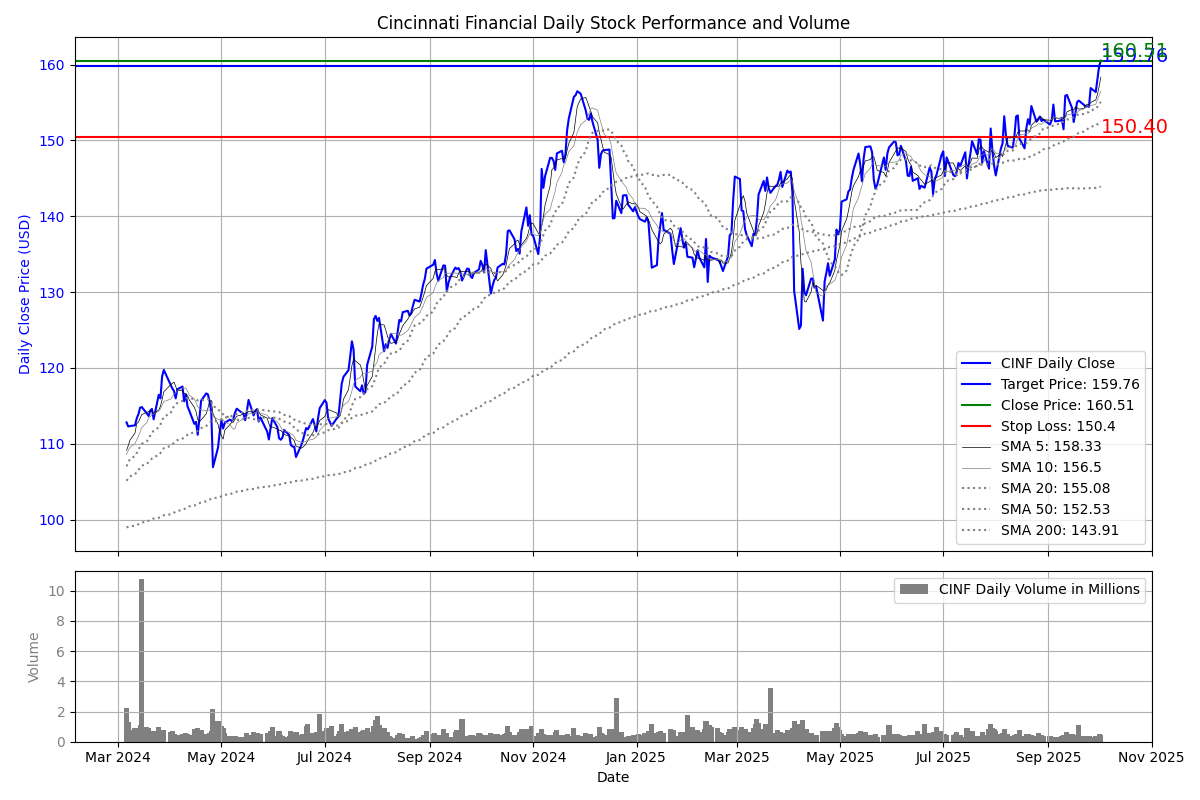 Cincinnati Financial Daily Stock Performance and Volume
Daily Close Price (USD)
160
150
140
130
120
110
100
160.51
159.76
150.40
CINF Daily Close
Target Price: 159.76
Close Price: 160.51
Stop Loss: 150.4
SMA 5: 158.33
SMA 10: 156.5
SMA 20: 155.08
SMA 50: 152.53
SMA 200: 143.91
Volume
10
8
6
4
2
0
CINF Daily Volume in Millions
Mar 2024 May 2024 Jul 2024 Sep 2024 Nov 2024 Jan 2025 Mar 2025 May 2025 Jul 2025 Sep 2025 Nov 2025
Date